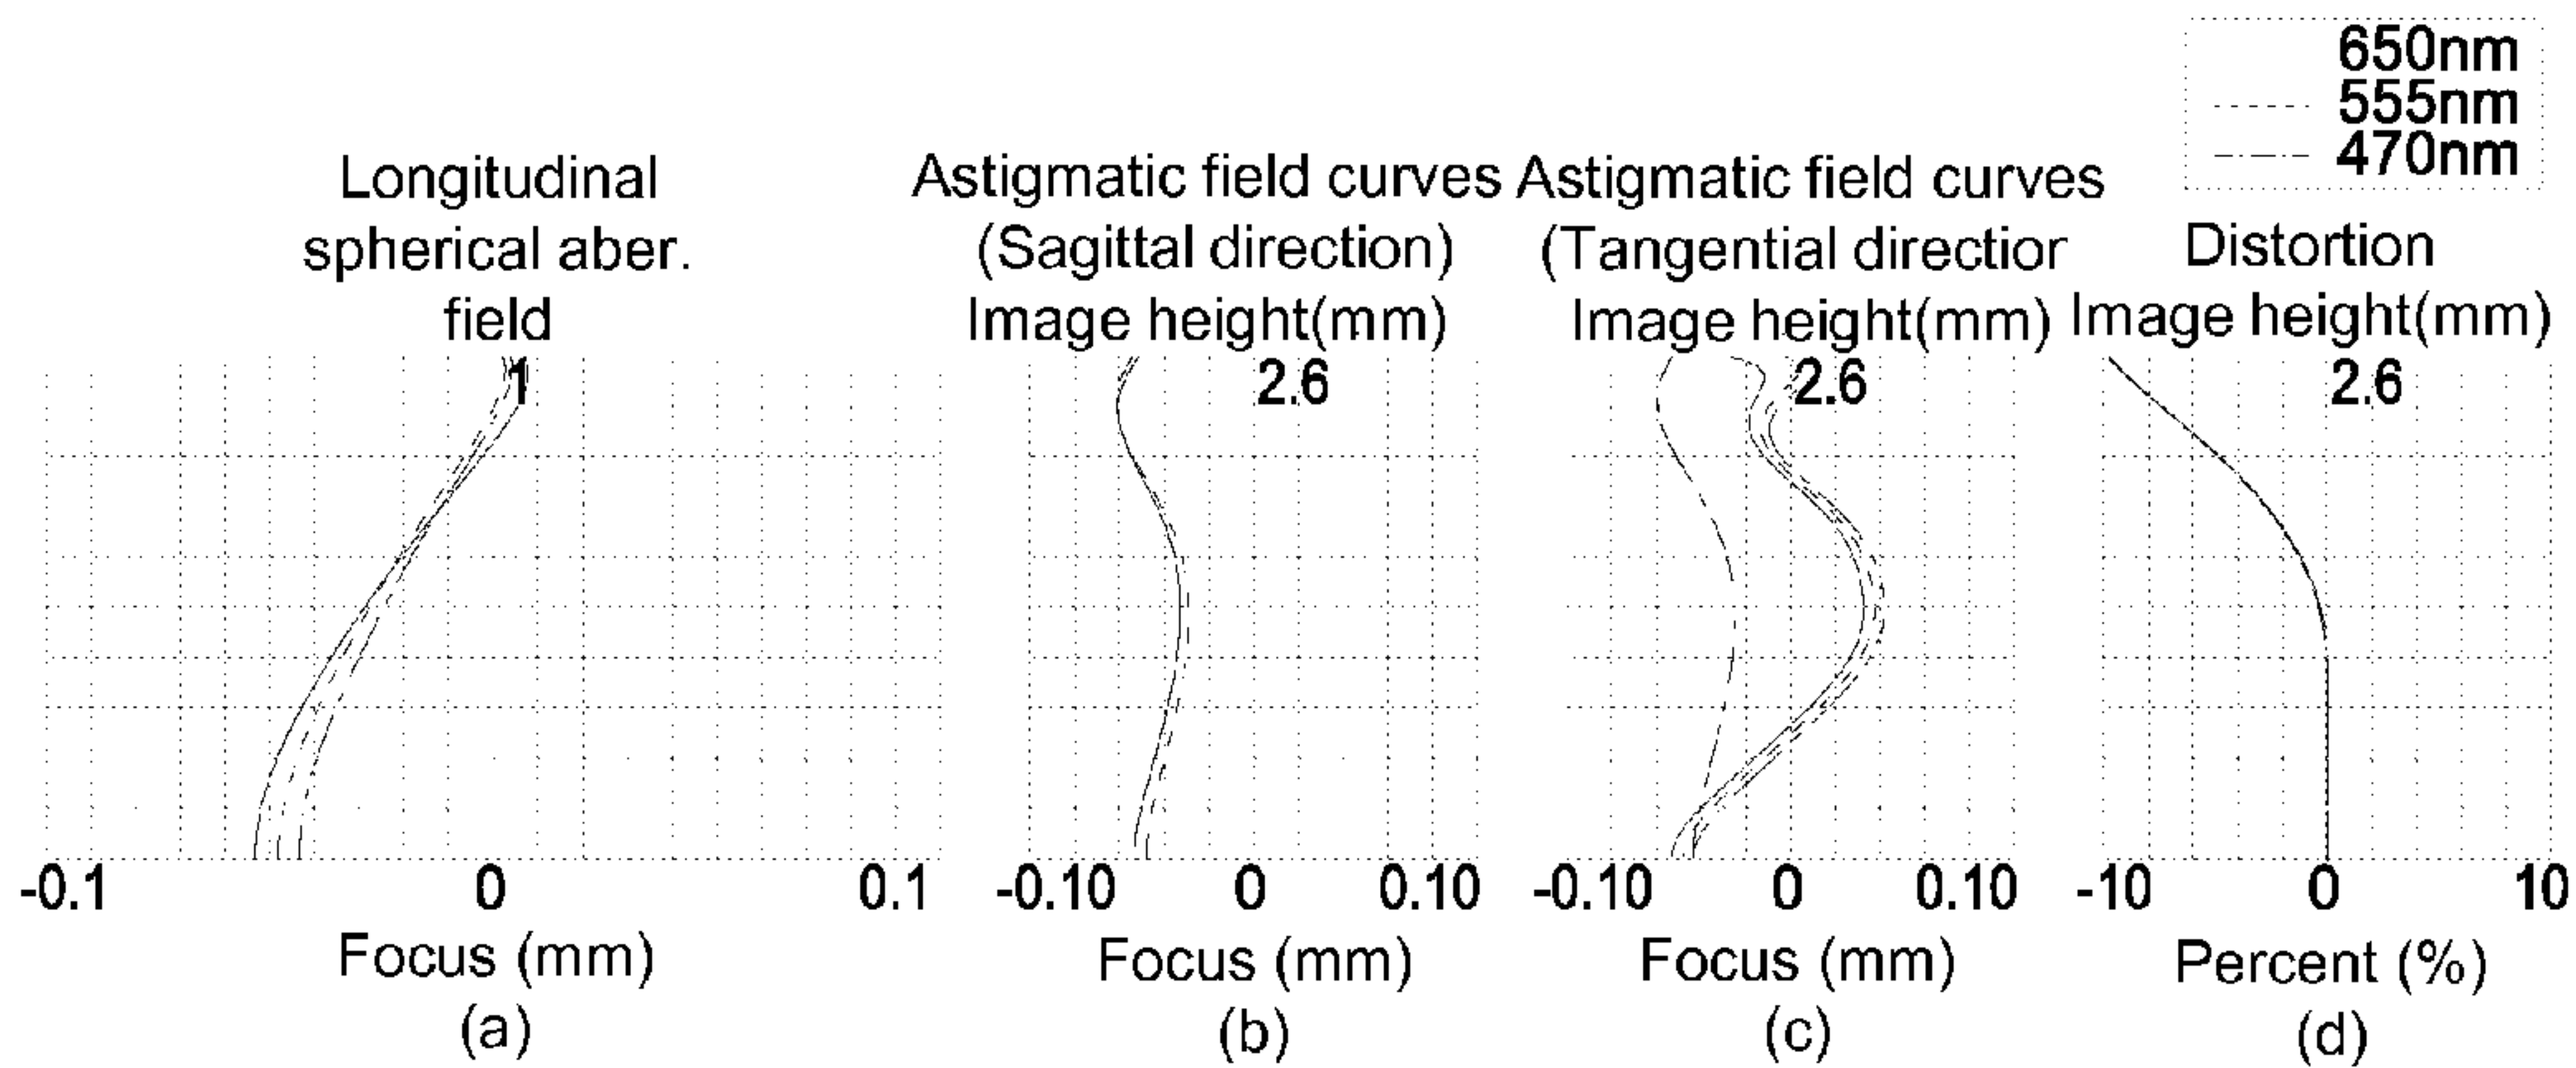 650nm
555nm
470nm
Longitudinal
spherical aber.
field
1
Astigmatic field curves
(Sagittal direction)
Image height(mm)
2.6
Astigmatic field curves
(Tangential direction
Image height(mm)
2.6
Distortion
Image height(mm)
2.6
-0.1 0 0.1
Focus (mm)
(a)
-0.10 0 0.10
Focus (mm)
(b)
-0.10 0 0.10
Focus (mm)
(c)
-10 0 10
Percent (%)
(d)